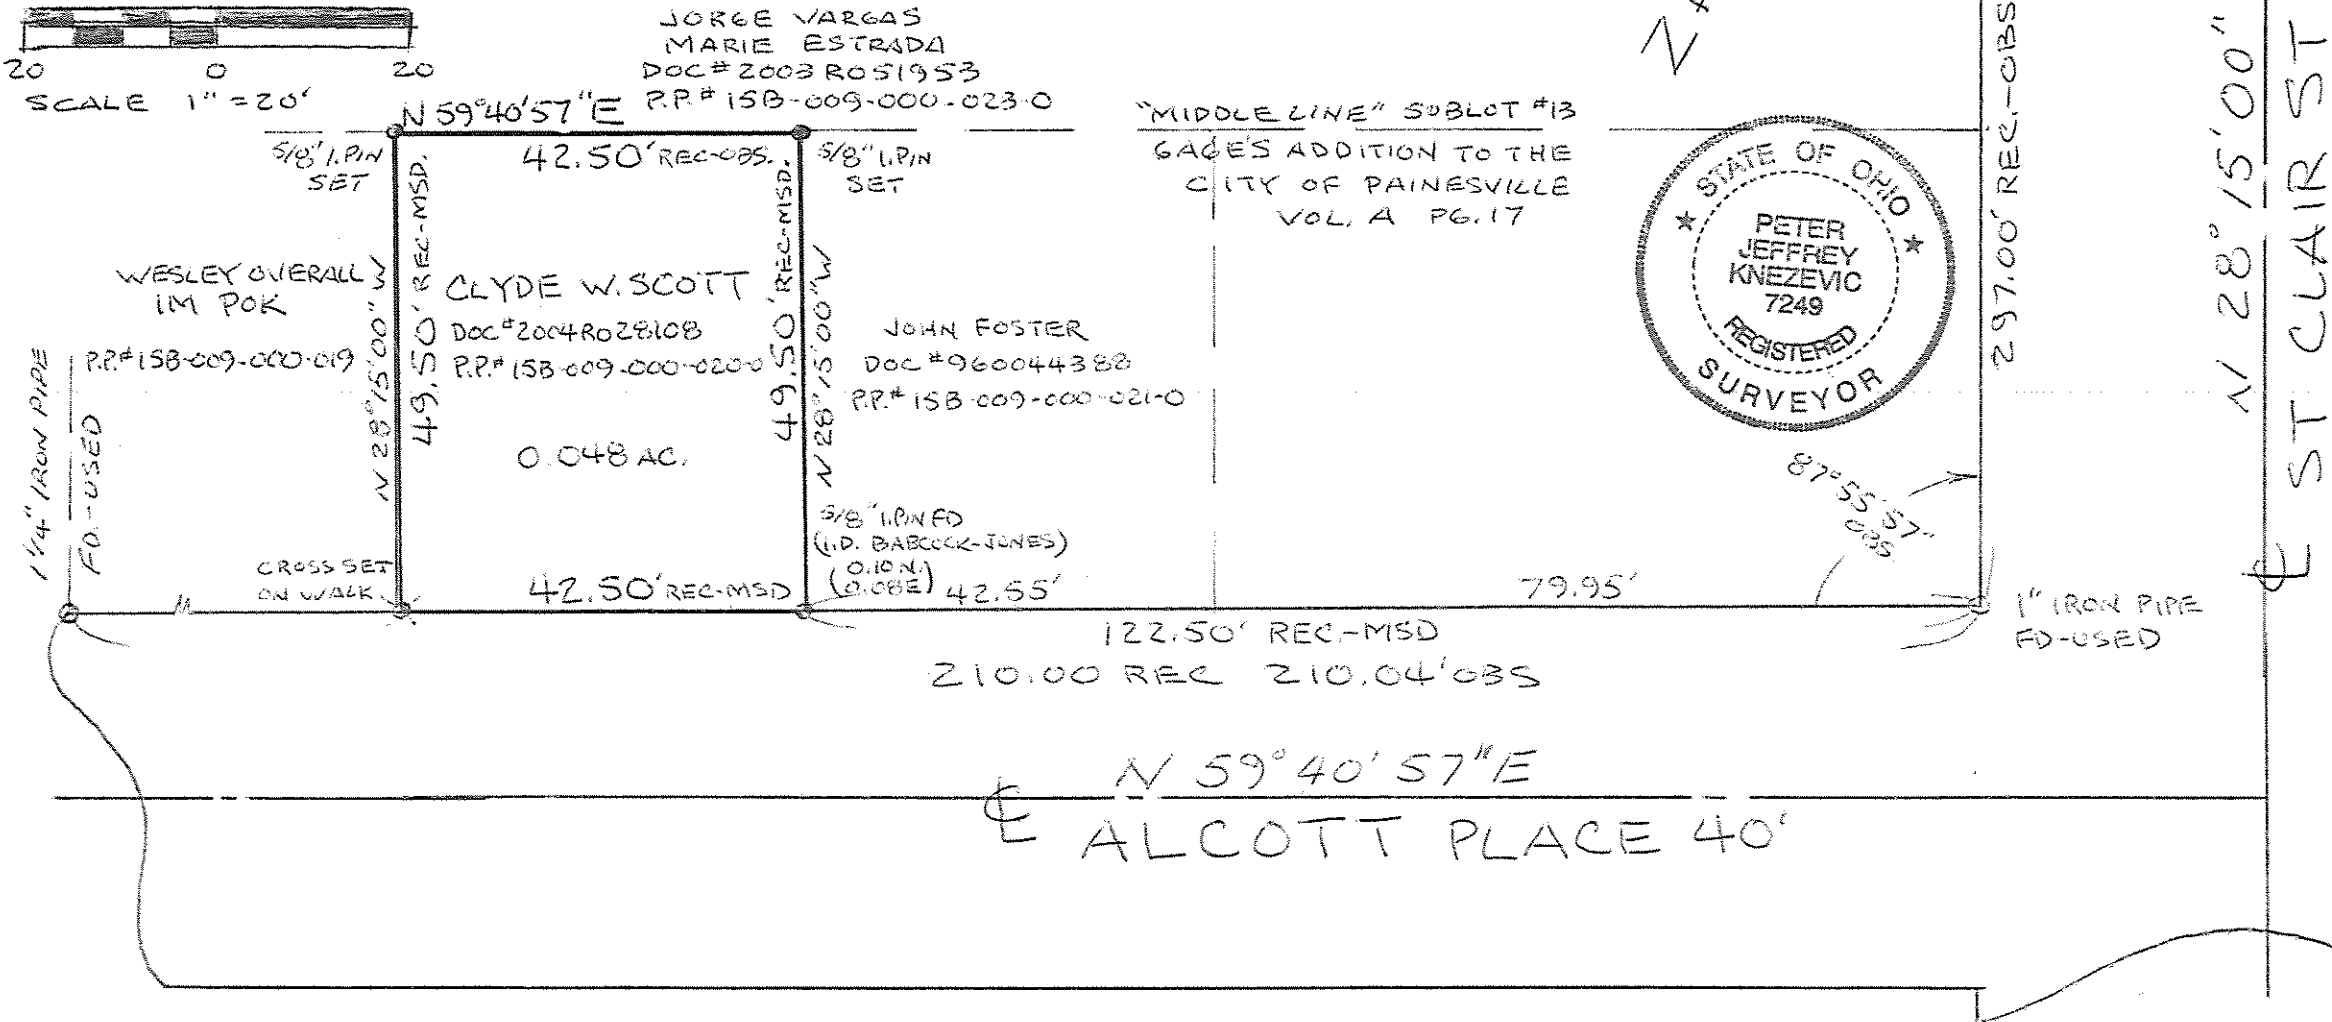 20 0 20
SCALE 1" = 20'
JORGE VARGAS
MARIE ESTRADA
DOC # 2003 R051953
P.P. # 15B-009-000-023-0
N 59°40'57"E
42.50' REC-OBS.
5/8" I.PIN
SET
5/8" I.PIN
SET
"MIDDLE LINE" SUBLOT #13
GAGE'S ADDITION TO THE
CITY OF PAINESVILLE
VOL. A PG. 17
N
STATE OF OHIO
PETER
JEFFREY
KNEZEVIC
7249
REGISTERED
SURVEYOR
297.00' REC.-OBS
N 28° 15' 00"
℄ ST CLAIR ST
WESLEY OVERALL
IM POK
P.P.# 15B-009-000-019
N 28°15'00" W
49.50' REC-MSD.
CLYDE W. SCOTT
DOC # 2004R028108
P.P.# 15B-009-000-020-0
0.048 AC.
49.50' REC-MSD.
N 28°15'00" W
JOHN FOSTER
DOC # 960044388
P.P.# 15B-009-000-021-0
1 1/4" IRON PIPE
FD.-USED
CROSS SET
ON WALK
42.50' REC-MSD
5/8" I.PIN FD
(I.D. BABCOCK-JONES)
(0.10 N.)
(0.08E)
42.55'
79.95'
87°55'57"
OBS
1" IRON PIPE
FD-USED
122.50' REC.-MSD
210.00 REC 210.04' OBS
N 59° 40' 57" E
℄ ALCOTT PLACE 40'